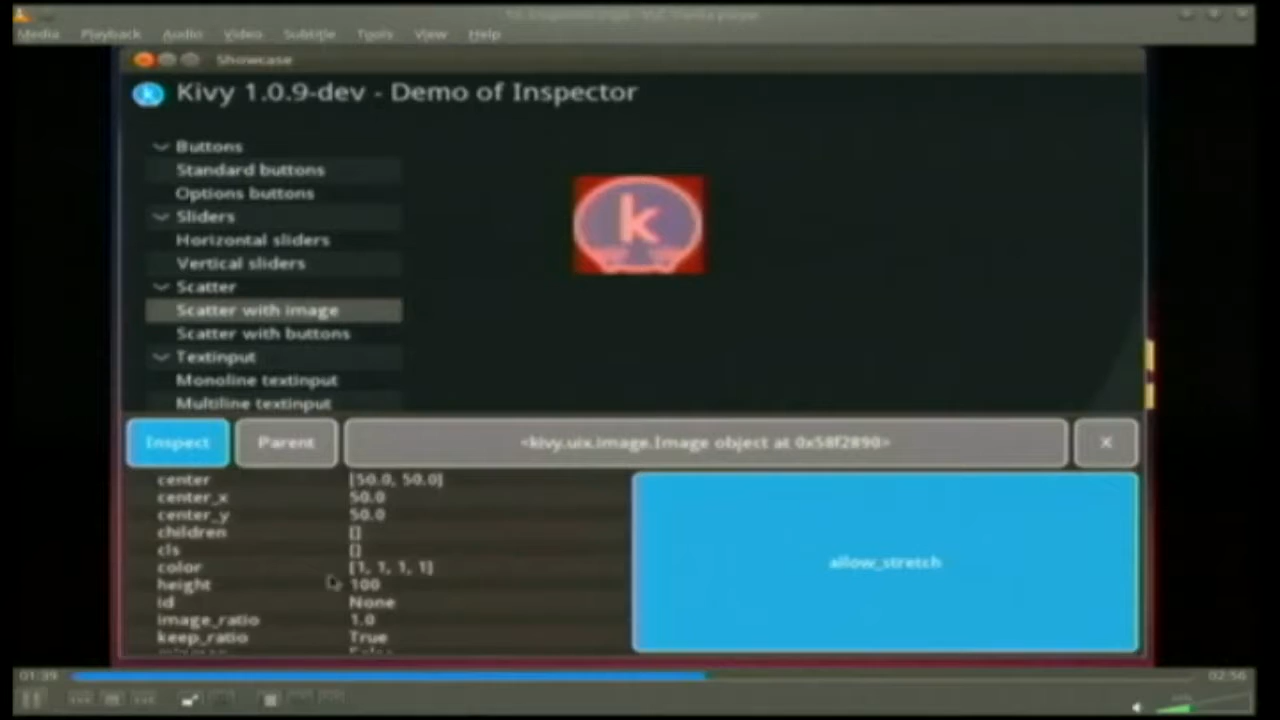 Media Playback Audio Video Subtitle Tools View Help
Showcase
k Kivy 1.0.9-dev - Demo of Inspector
Buttons
Standard buttons
Options buttons
Sliders
Horizontal sliders
Vertical sliders
Scatter
Scatter with image
Scatter with buttons
Textinput
Monoline textinput
Multiline textinput
k
Inspect Parent <kivy.uix.image.Image object at 0x58f2890> X
center [50.0, 50.0]
center_x 50.0
center_y 50.0
children []
cls []
color [1, 1, 1, 1]
height 100
id None
image_ratio 1.0
keep_ratio True
allow_stretch
01:39 02:56